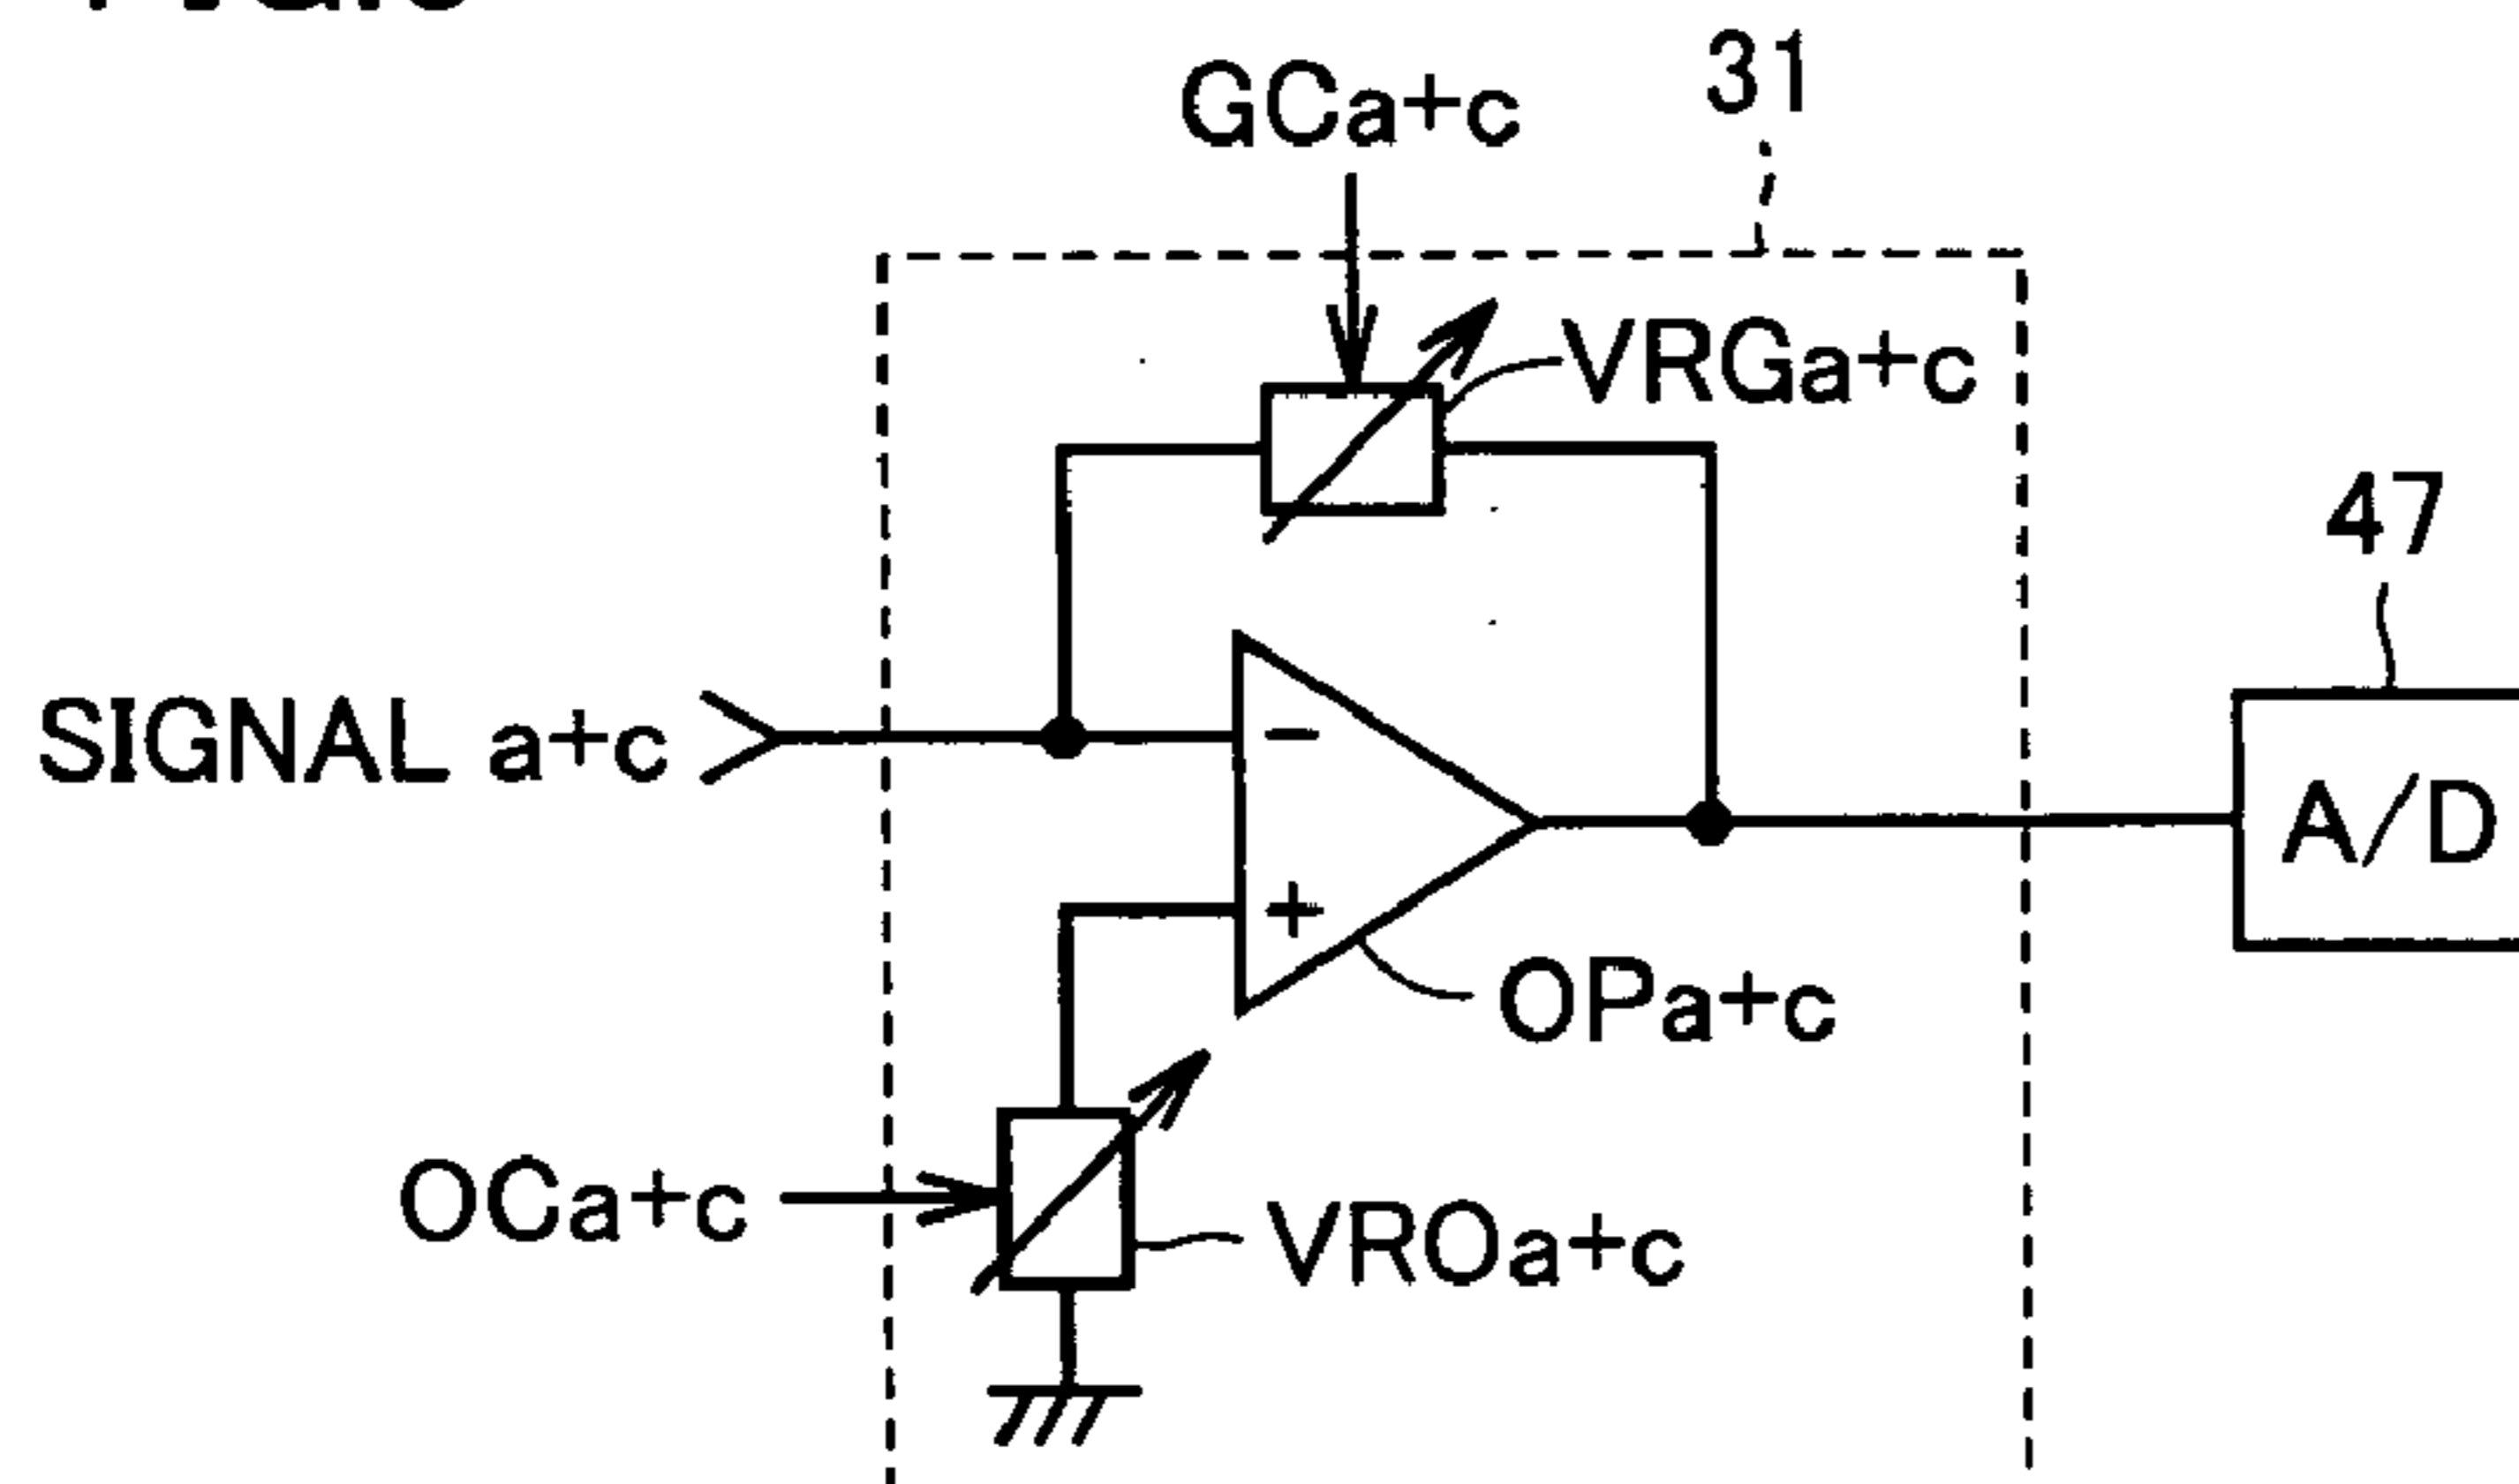 31
GCa+c
VRGa+c
47
SIGNAL a+c
-
A/D
+
OPa+c
OCa+c
VROa+c